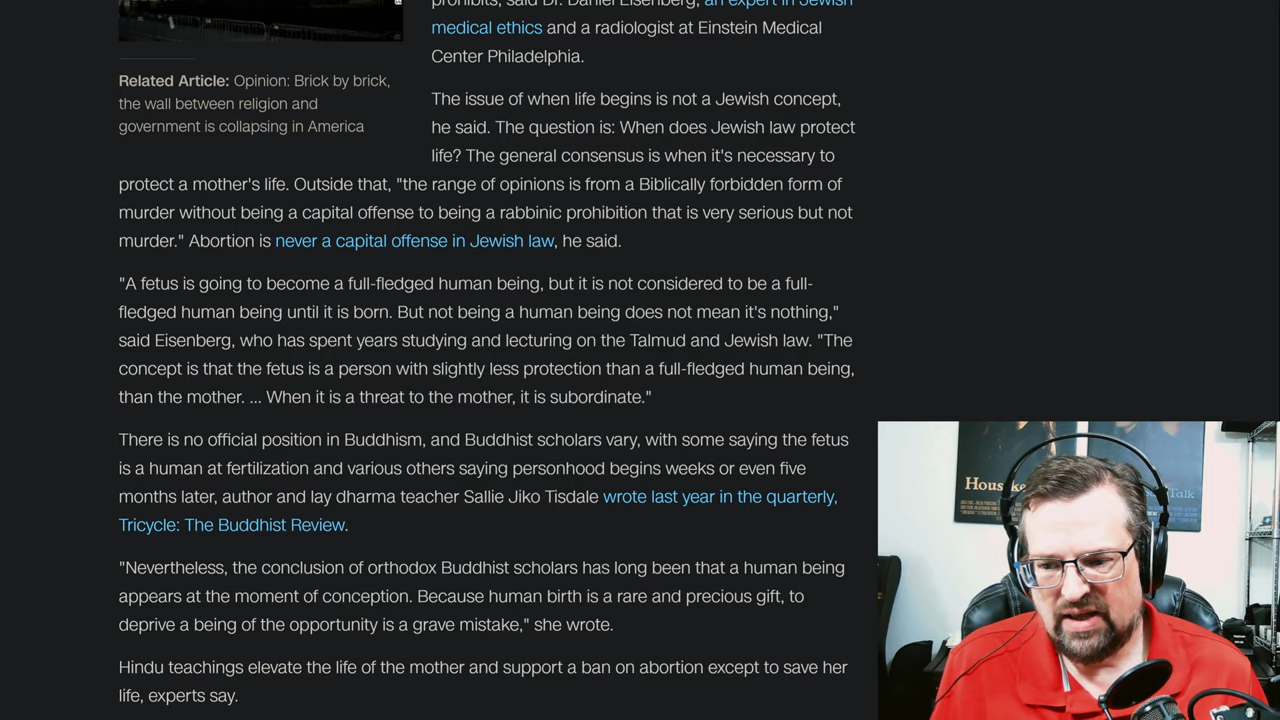 prohibits, said Dr. Daniel Eisenberg, an expert in Jewish
medical ethics and a radiologist at Einstein Medical
Center Philadelphia.
Related Article: Opinion: Brick by brick,
the wall between religion and
government is collapsing in America
The issue of when life begins is not a Jewish concept,
he said. The question is: When does Jewish law protect
life? The general consensus is when it's necessary to
protect a mother's life. Outside that, "the range of opinions is from a Biblically forbidden form of
murder without being a capital offense to being a rabbinic prohibition that is very serious but not
murder." Abortion is never a capital offense in Jewish law, he said.
"A fetus is going to become a full-fledged human being, but it is not considered to be a full-
fledged human being until it is born. But not being a human being does not mean it's nothing,"
said Eisenberg, who has spent years studying and lecturing on the Talmud and Jewish law. "The
concept is that the fetus is a person with slightly less protection than a full-fledged human being,
than the mother. ... When it is a threat to the mother, it is subordinate."
There is no official position in Buddhism, and Buddhist scholars vary, with some saying the fetus
is a human at fertilization and various others saying personhood begins weeks or even five
months later, author and lay dharma teacher Sallie Jiko Tisdale wrote last year in the quarterly,
Tricycle: The Buddhist Review.
"Nevertheless, the conclusion of orthodox Buddhist scholars has long been that a human being
appears at the moment of conception. Because human birth is a rare and precious gift, to
deprive a being of the opportunity is a grave mistake," she wrote.
Hindu teachings elevate the life of the mother and support a ban on abortion except to save her
life, experts say.
Talk